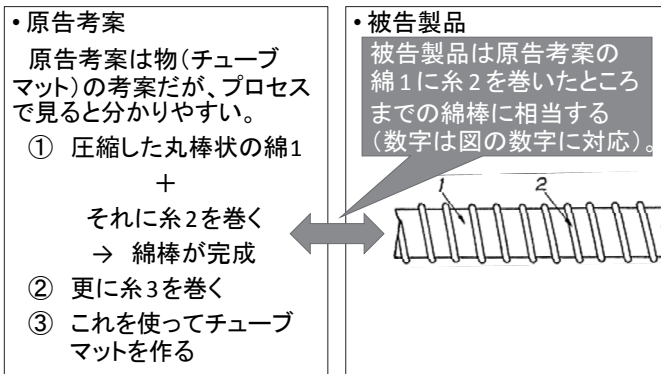 • 原告考案
原告考案は物（チューブ
マット）の考案だが、プロセス
で見ると分かりやすい。
① 圧縮した丸棒状の綿1
＋
それに糸2を巻く
→ 綿棒が完成
② 更に糸3を巻く
③ これを使ってチューブ
マットを作る
• 被告製品
被告製品は原告考案の
綿1に糸2を巻いたところ
までの綿棒に相当する
（数字は図の数字に対応）。
1 2